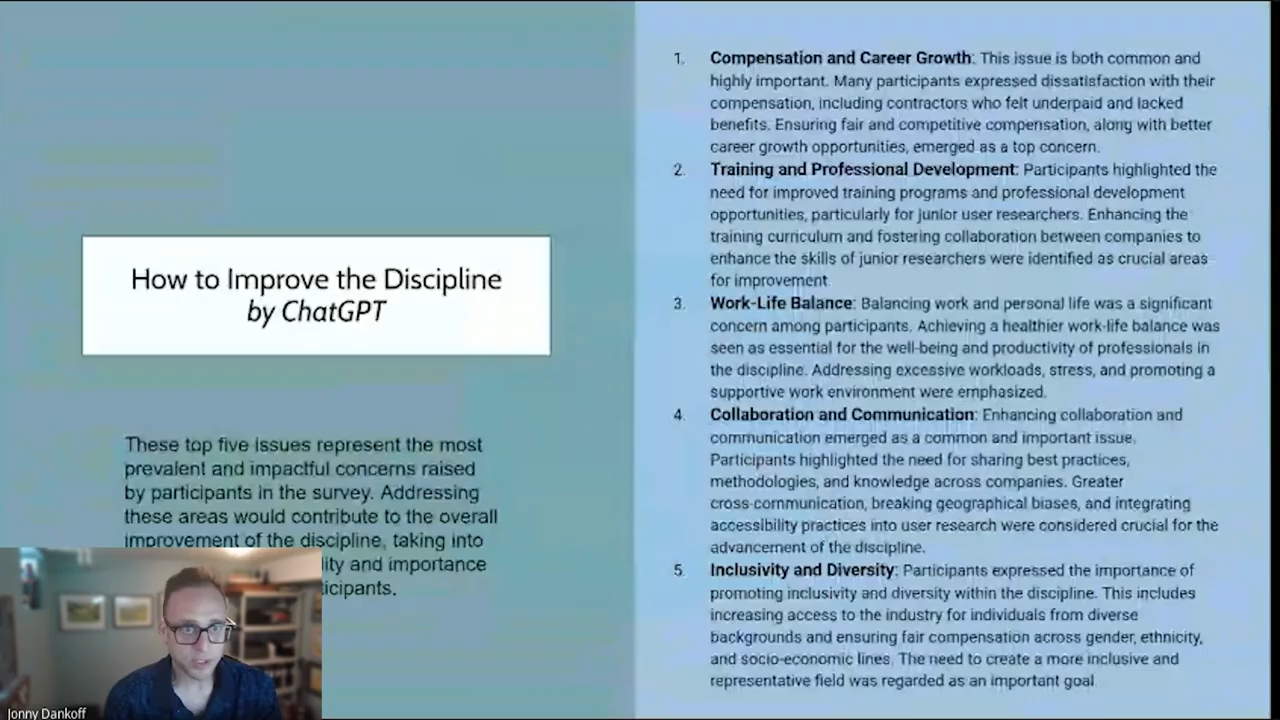 How to Improve the Discipline
by ChatGPT
These top five issues represent the most
prevalent and impactful concerns raised
by participants in the survey. Addressing
these areas would contribute to the overall
improvement of the discipline, taking into
lity and importance
ticipants.
1. Compensation and Career Growth: This issue is both common and
highly important. Many participants expressed dissatisfaction with their
compensation, including contractors who felt underpaid and lacked
benefits. Ensuring fair and competitive compensation, along with better
career growth opportunities, emerged as a top concern.
2. Training and Professional Development: Participants highlighted the
need for improved training programs and professional development
opportunities, particularly for junior user researchers. Enhancing the
training curriculum and fostering collaboration between companies to
enhance the skills of junior researchers were identified as crucial areas
for improvement.
3. Work-Life Balance: Balancing work and personal life was a significant
concern among participants. Achieving a healthier work-life balance was
seen as essential for the well-being and productivity of professionals in
the discipline. Addressing excessive workloads, stress, and promoting a
supportive work environment were emphasized.
4. Collaboration and Communication: Enhancing collaboration and
communication emerged as a common and important issue.
Participants highlighted the need for sharing best practices,
methodologies, and knowledge across companies. Greater
cross-communication, breaking geographical biases, and integrating
accessibility practices into user research were considered crucial for the
advancement of the discipline.
5. Inclusivity and Diversity: Participants expressed the importance of
promoting inclusivity and diversity within the discipline. This includes
increasing access to the industry for individuals from diverse
backgrounds and ensuring fair compensation across gender, ethnicity,
and socio-economic lines. The need to create a more inclusive and
representative field was regarded as an important goal.
Jonny Dankoff